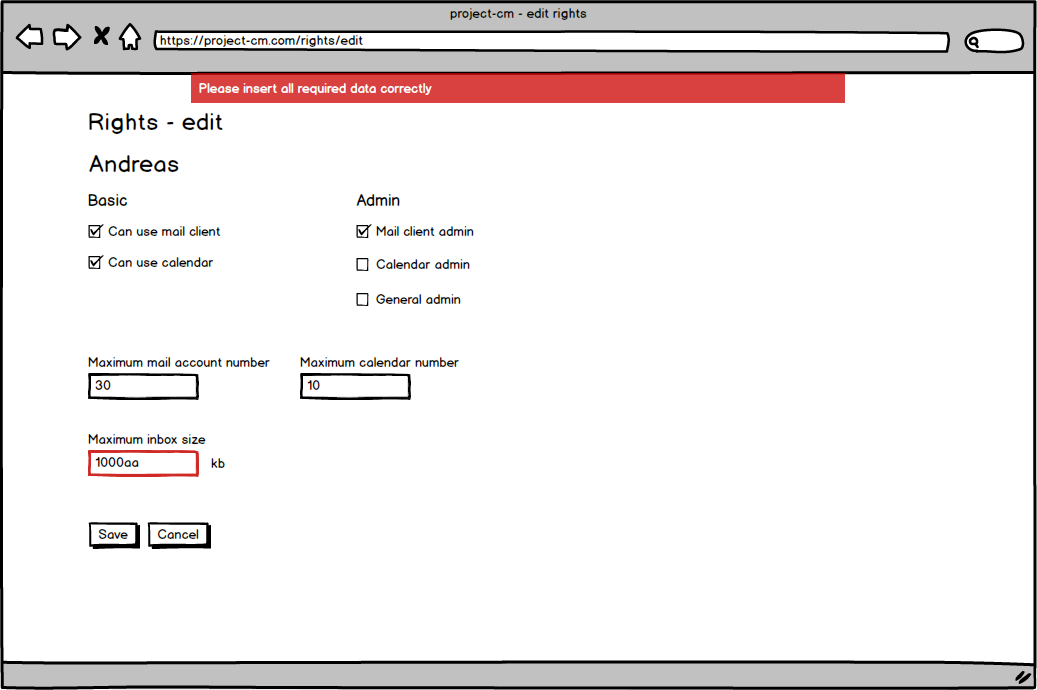 project-cm - edit rights
https://project-cm.com/rights/edit
Please insert all required data correctly
Rights - edit
Andreas
Basic
Admin
Can use mail client
Mail client admin
Can use calendar
Calendar admin
General admin
Maximum mail account number
Maximum calendar number
30
10
Maximum inbox size
1000aa
kb
Save
Cancel